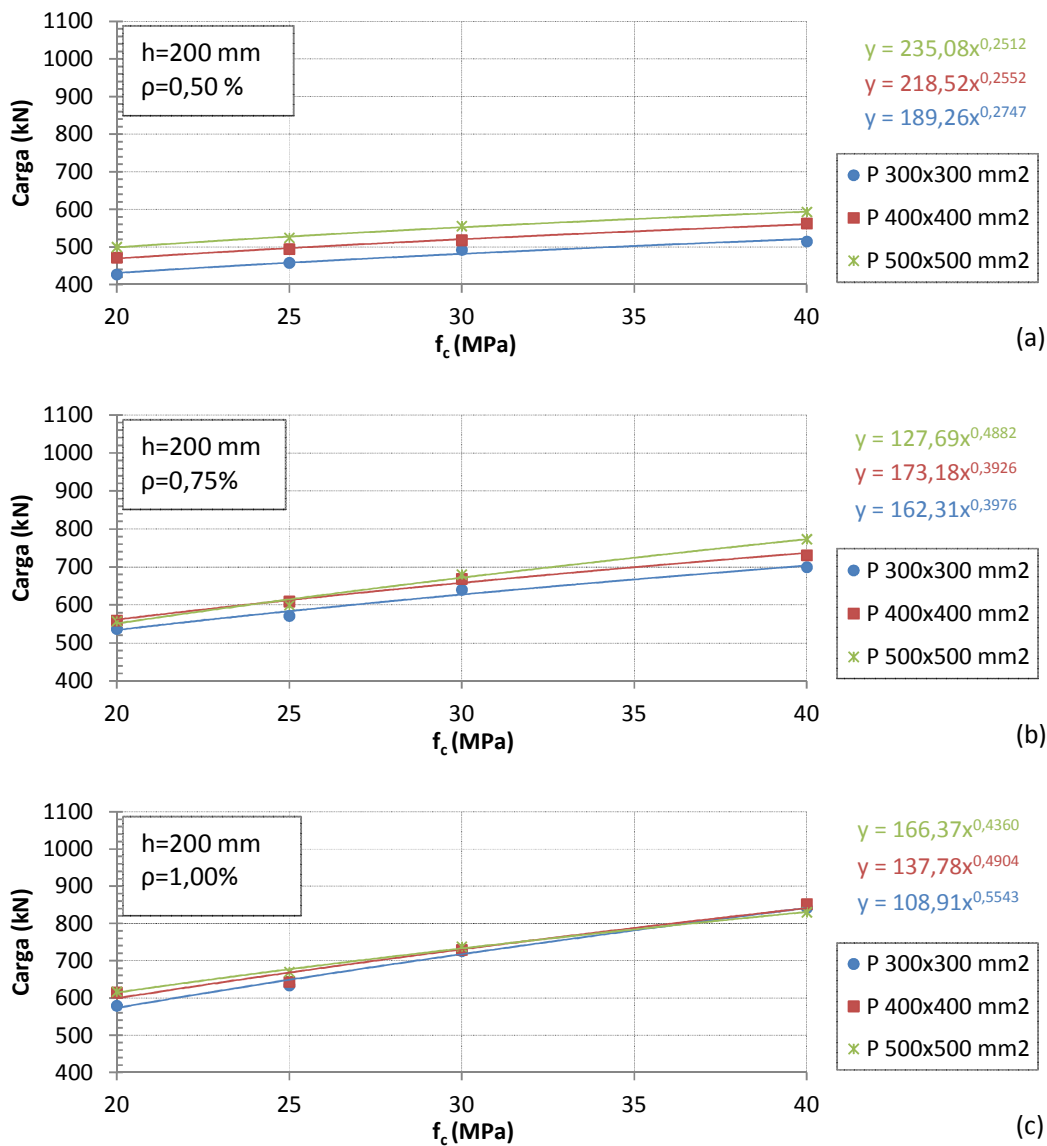 1100
1000
900
800
700
600
500
400
Carga (kN)
h=200 mm
ρ=0,50 %
20
25
30
35
40
f_c (MPa)
y = 235,08x^0,2512
y = 218,52x^0,2552
y = 189,26x^0,2747
P 300x300 mm2
P 400x400 mm2
P 500x500 mm2
(a)
1100
1000
900
800
700
600
500
400
Carga (kN)
h=200 mm
ρ=0,75%
20
25
30
35
40
f_c (MPa)
y = 127,69x^0,4882
y = 173,18x^0,3926
y = 162,31x^0,3976
P 300x300 mm2
P 400x400 mm2
P 500x500 mm2
(b)
1100
1000
900
800
700
600
500
400
Carga (kN)
h=200 mm
ρ=1,00%
20
25
30
35
40
f_c (MPa)
y = 166,37x^0,4360
y = 137,78x^0,4904
y = 108,91x^0,5543
P 300x300 mm2
P 400x400 mm2
P 500x500 mm2
(c)